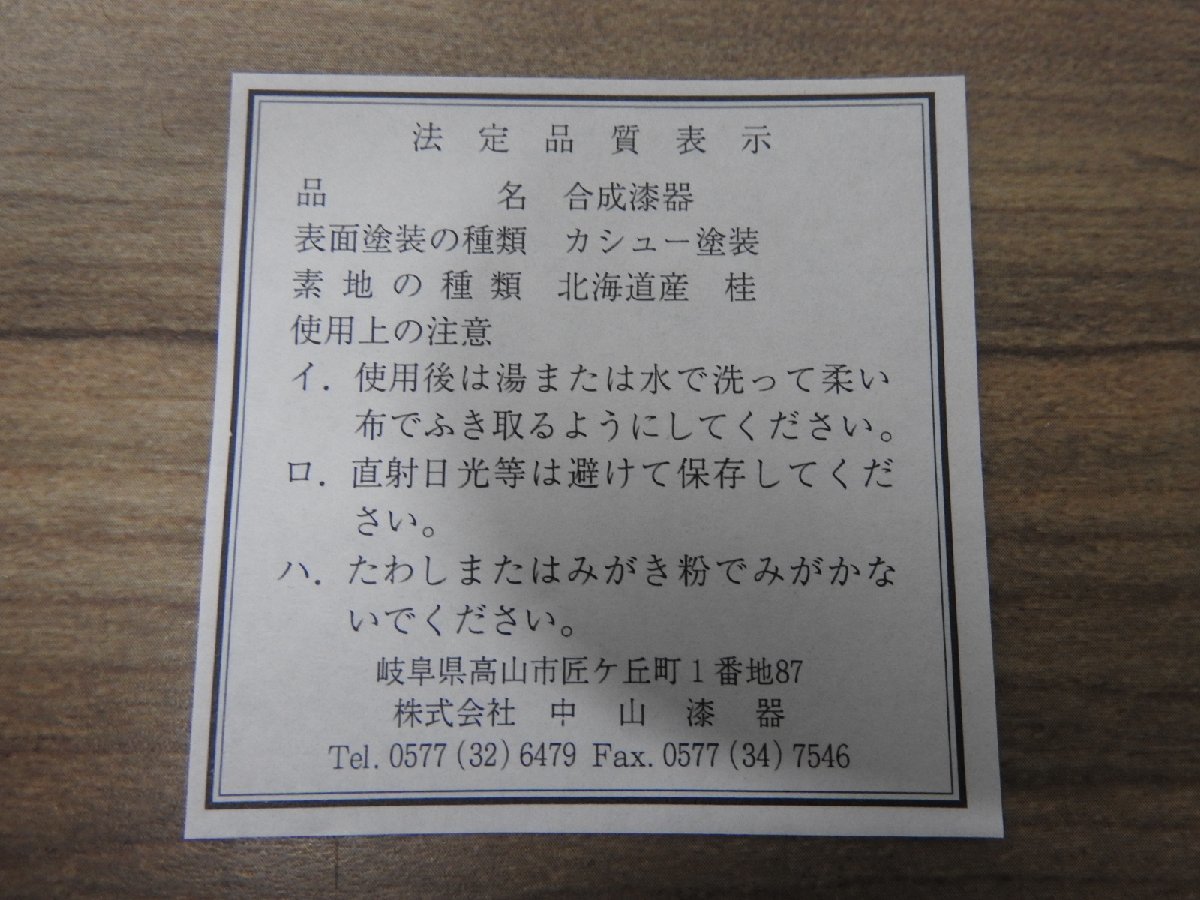 法定品質表示
品名 合成漆器
表面塗装の種類 カシュー塗装
素地の種類 北海道産 桂
使用上の注意
イ. 使用後は湯または水で洗って柔い
布でふき取るようにしてください。
ロ. 直射日光等は避けて保存してくだ
さい。
ハ. たわしまたはみがき粉でみがかな
いでください。
岐阜県高山市匠ケ丘町1番地87
株式会社 中山漆器
Tel. 0577 (32) 6479 Fax. 0577 (34) 7546